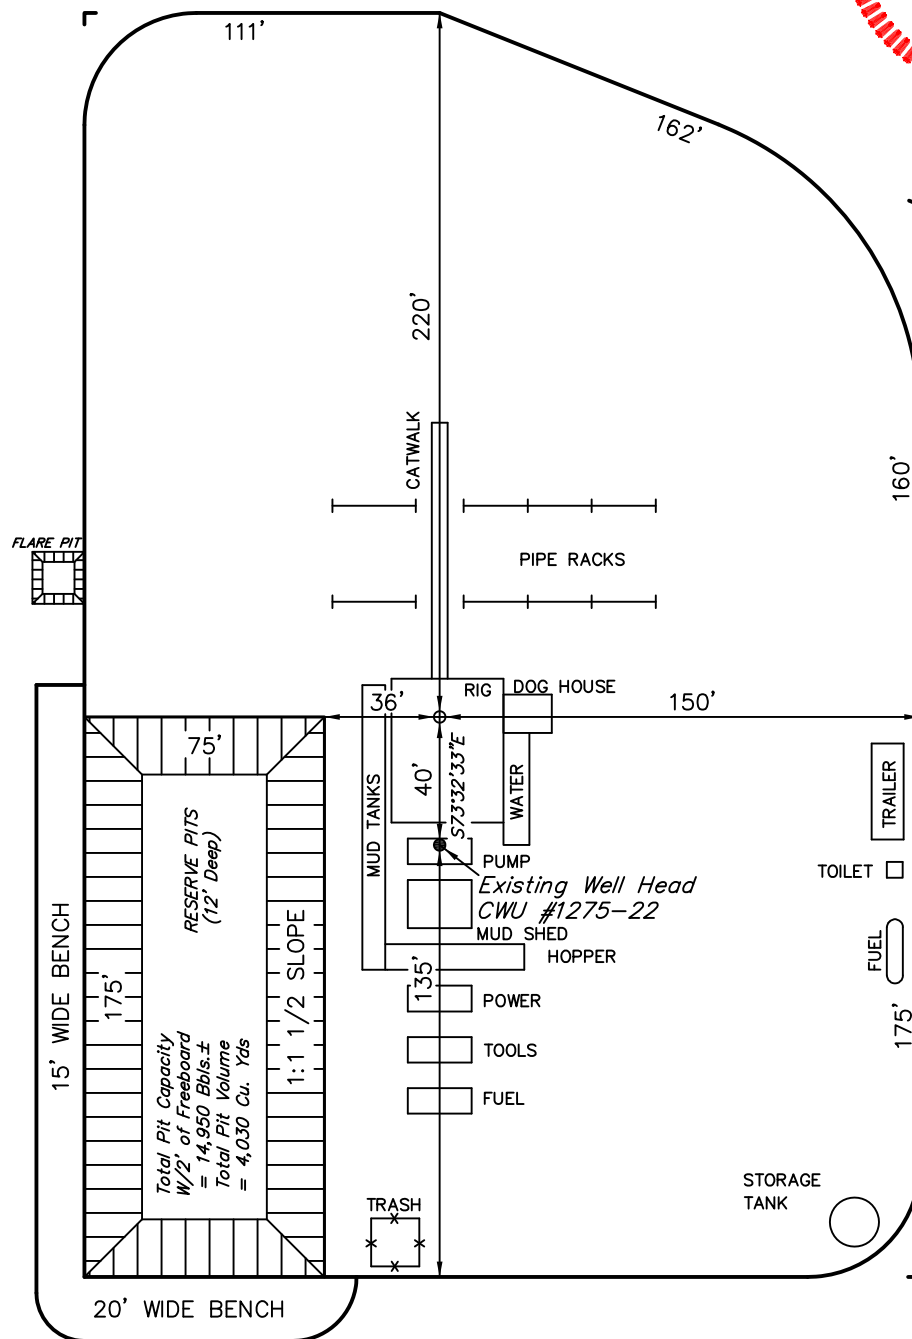 111'
162'
220'
CATWALK
160'
FLARE PIT
PIPE RACKS
RIG
DOG HOUSE
36'
150'
75'
40'
S73°32'33"E
WATER
MUD TANKS
TRAILER
RESERVE PITS
(12' Deep)
PUMP
TOILET
Existing Well Head
CWU #1275-22
MUD SHED
HOPPER
FUEL
15' WIDE BENCH
175'
1:1 1/2 SLOPE
135'
POWER
175'
TOOLS
Total Pit Capacity
W/2' of Freeboard
= 14,950 Bbls.±
Total Pit Volume
= 4,030 Cu. Yds
FUEL
TRASH
STORAGE
TANK
20' WIDE BENCH